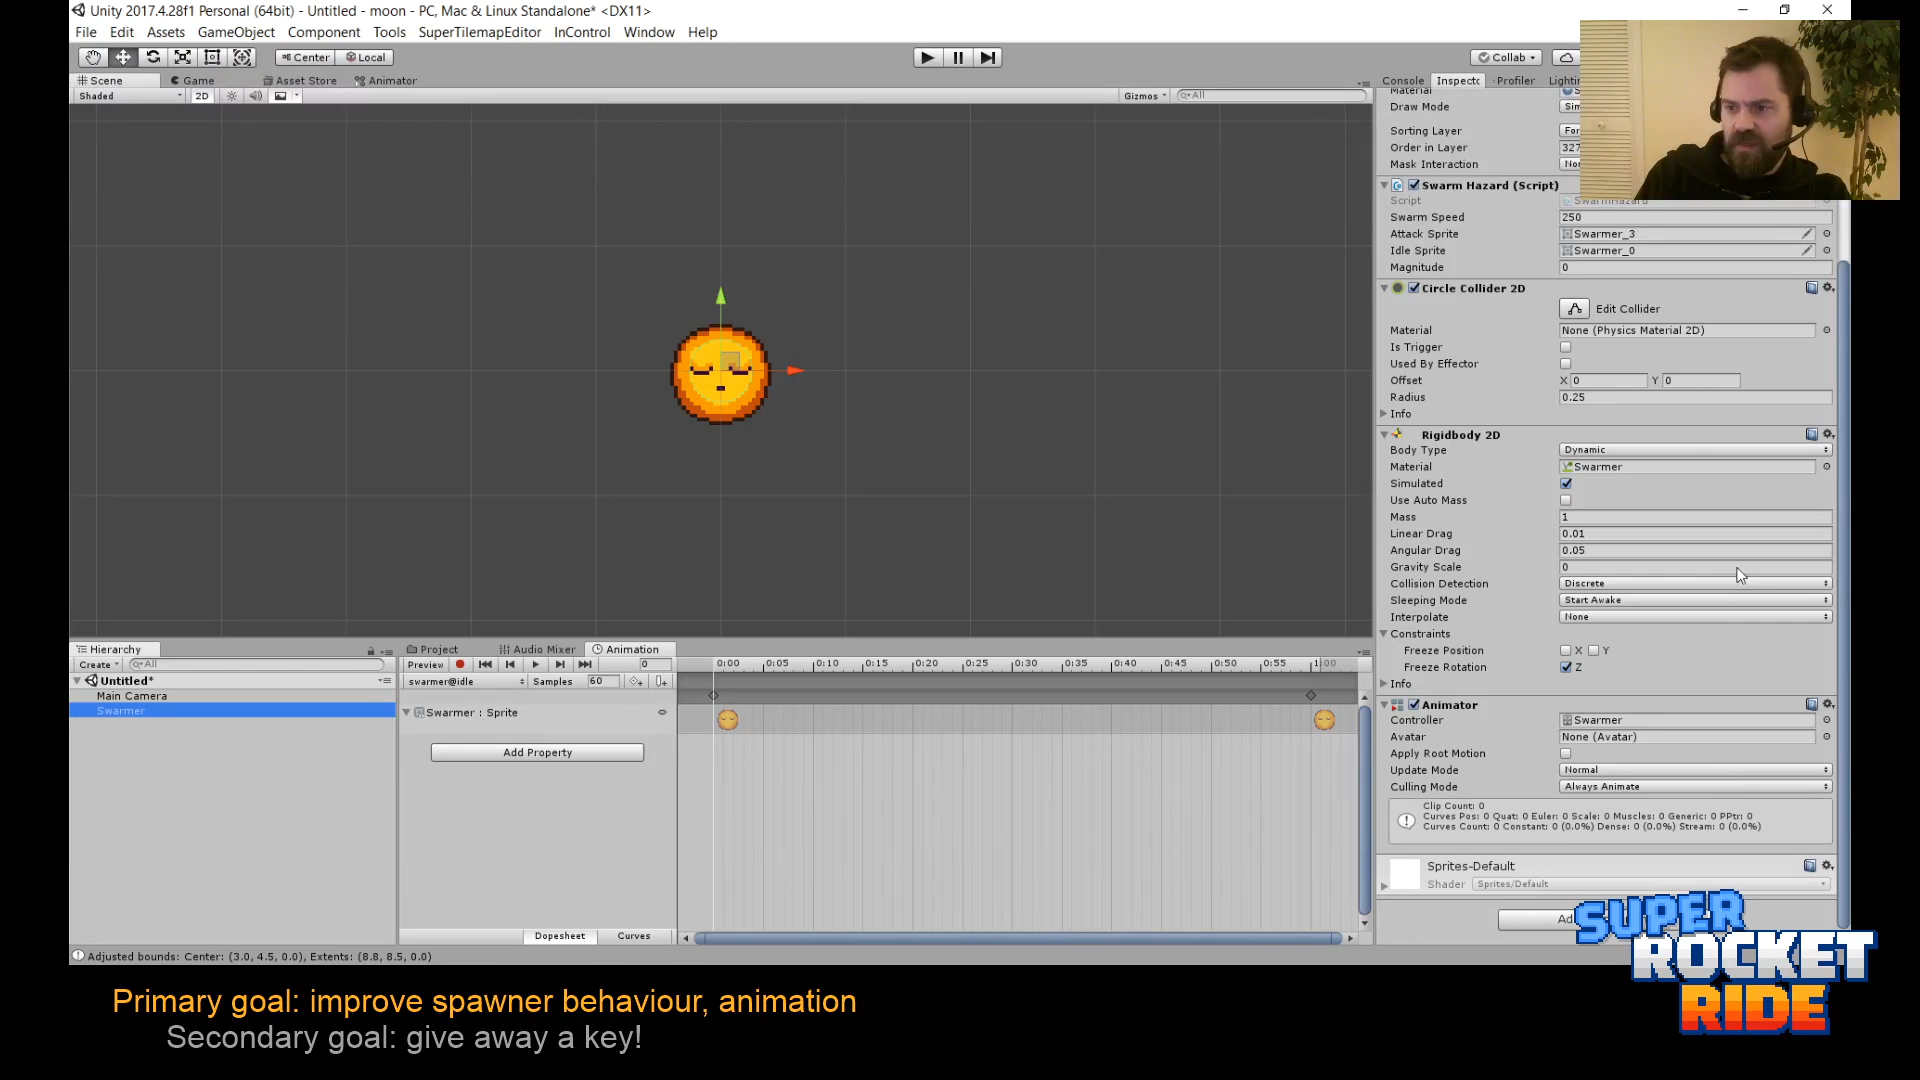 Unity 2017.4.28f1 Personal (64bit) - Untitled - moon - PC, Mac & Linux Standalone* <DX11>
File Edit Assets GameObject Component Tools SuperTilemapEditor InControl Window Help
Center Local
Collab
Scene Game Asset Store Animator
Console Inspecto Profiler Lightin
Shaded 2D Gizmos All
Material
Draw Mode Sim
Sorting Layer For
Order in Layer 327
Mask Interaction Non
Swarm Hazard (Script)
Script SwarmHazard
Swarm Speed 250
Attack Sprite Swarmer_3
Idle Sprite Swarmer_0
Magnitude 0
Circle Collider 2D
Edit Collider
Material None (Physics Material 2D)
Is Trigger
Used By Effector
Offset X 0 Y 0
Radius 0.25
Info
Rigidbody 2D
Body Type Dynamic
Material Swarmer
Simulated
Use Auto Mass
Mass 1
Linear Drag 0.01
Angular Drag 0.05
Gravity Scale 0
Collision Detection Discrete
Sleeping Mode Start Awake
Interpolate None
Constraints
Freeze Position X Y
Freeze Rotation Z
Info
Animator
Controller Swarmer
Avatar None (Avatar)
Apply Root Motion
Update Mode Normal
Culling Mode Always Animate
Clip Count: 0
Curves Pos: 0 Quat: 0 Euler: 0 Scale: 0 Muscles: 0 Generic: 0 PPtr: 0
Curves Count: 0 Constant: 0 (0.0%) Dense: 0 (0.0%) Stream: 0 (0.0%)
Sprites-Default
Shader Sprites/Default
Ad
Hierarchy
Create All
Untitled*
Main Camera
Swarmer
Project Audio Mixer Animation
Preview 0
0:00 0:05 0:10 0:15 0:20 0:25 0:30 0:35 0:40 0:45 0:50 0:55 1:00
swarmer@idle Samples 60
Swarmer : Sprite
Add Property
Dopesheet Curves
Adjusted bounds: Center: (3.0, 4.5, 0.0), Extents: (8.8, 8.5, 0.0)
Primary goal: improve spawner behaviour, animation
Secondary goal: give away a key!
SUPER
ROCKET
RIDE